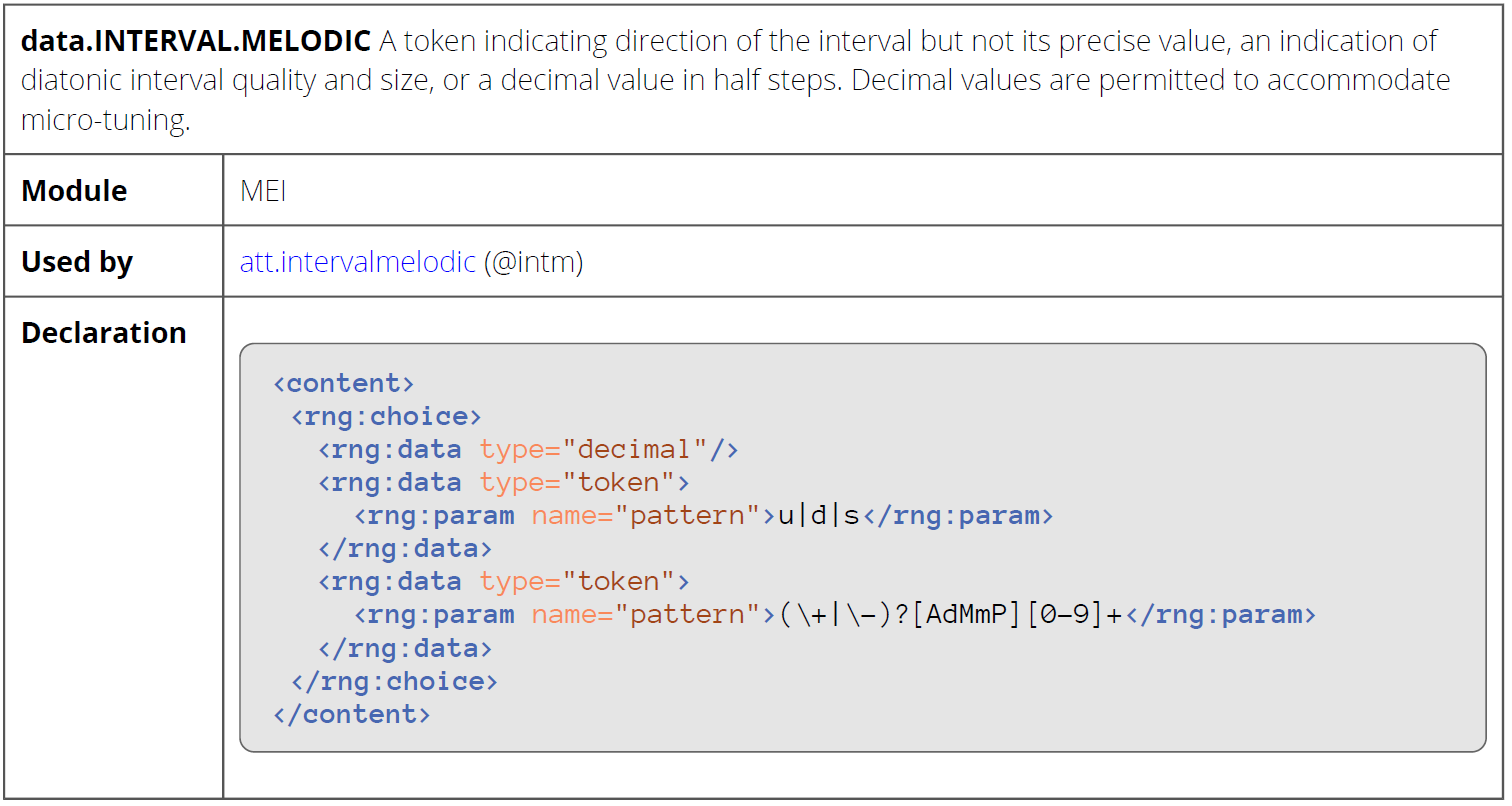 data.INTERVAL.MELODIC A token indicating direction of the interval but not its precise value, an indication of
diatonic interval quality and size, or a decimal value in half steps. Decimal values are permitted to accommodate
micro-tuning.
Module
MEI
Used by
att.intervalmelodic (@intm)
Declaration
<content>
<rng:choice>
<rng:data type="decimal"/>
<rng:data type="token">
<rng:param name="pattern">u|d|s</rng:param>
</rng:data>
<rng:data type="token">
<rng:param name="pattern">(\+|\-)?[AdMmP][0-9]+</rng:param>
</rng:data>
</rng:choice>
</content>